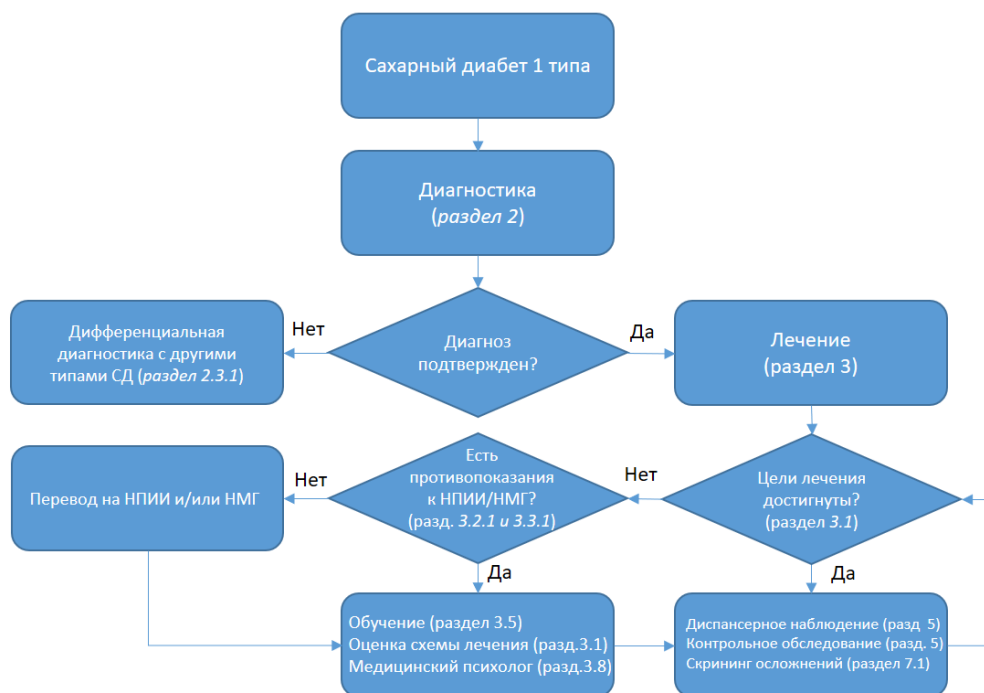 Сахарный диабет 1 типа
Диагностика
(раздел 2)
Нет
Диагноз
подтвержден?
Да
Дифференциальная
диагностика с другими
типами СД (раздел 2.3.1)
Лечение
(раздел 3)
Перевод на НПИИ и/или НМГ
Нет
Есть
противопоказания
к НПИИ/НМГ?
(разд. 3.2.1 и 3.3.1)
Нет
Цели лечения
достигнуты?
(раздел 3.1)
Да
Да
Обучение (раздел 3.5)
Оценка схемы лечения (разд.3.1)
Медицинский психолог (разд.3.8)
Диспансерное наблюдение (разд 5)
Контрольное обследование (разд. 5)
Скрининг осложнений (раздел 7.1)